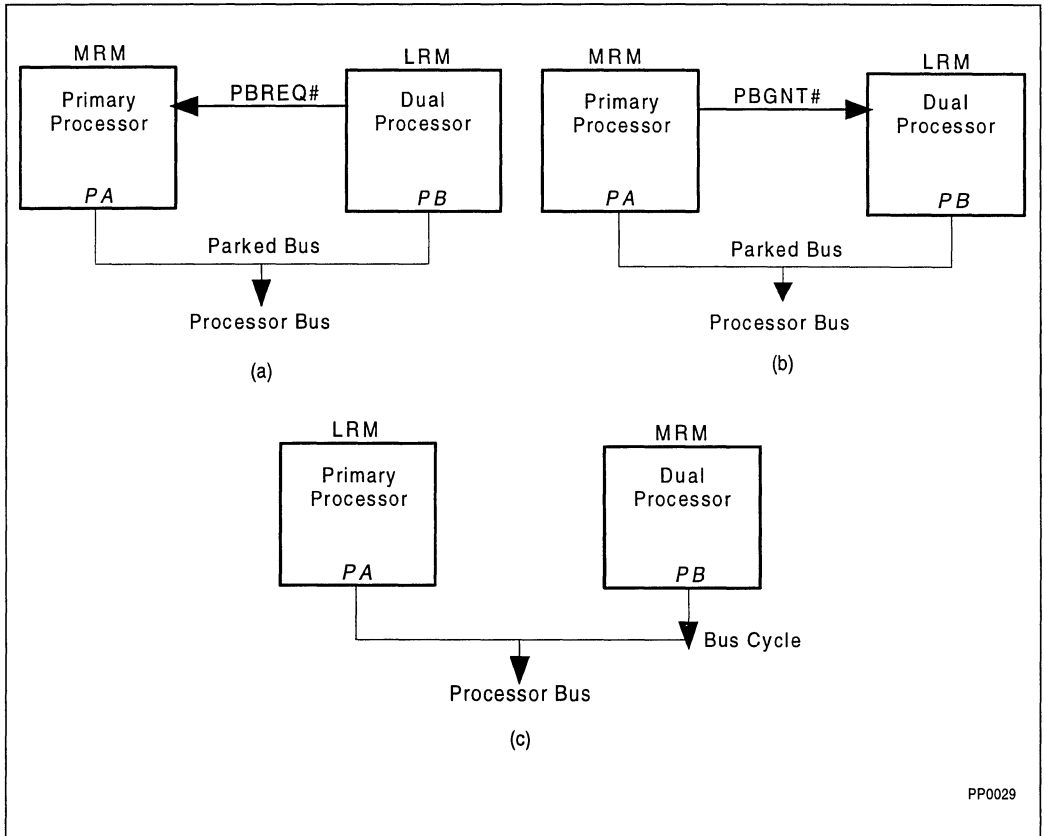 MRM
Primary
Processor
PA
PBREQ#
LRM
Dual
Processor
PB
Parked Bus
Processor Bus
(a)
MRM
Primary
Processor
PA
PBGNT#
LRM
Dual
Processor
PB
Parked Bus
Processor Bus
(b)
LRM
Primary
Processor
PA
MRM
Dual
Processor
PB
Bus Cycle
Processor Bus
(c)
PP0029